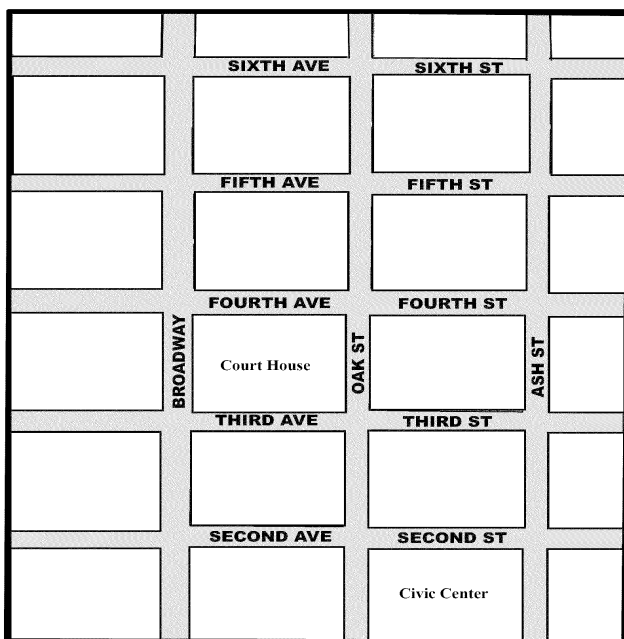 SIXTH AVE
SIXTH ST
FIFTH AVE
FIFTH ST
FOURTH AVE
FOURTH ST
BROADWAY
Court House
OAK ST
ASH ST
THIRD AVE
THIRD ST
SECOND AVE
SECOND ST
Civic Center